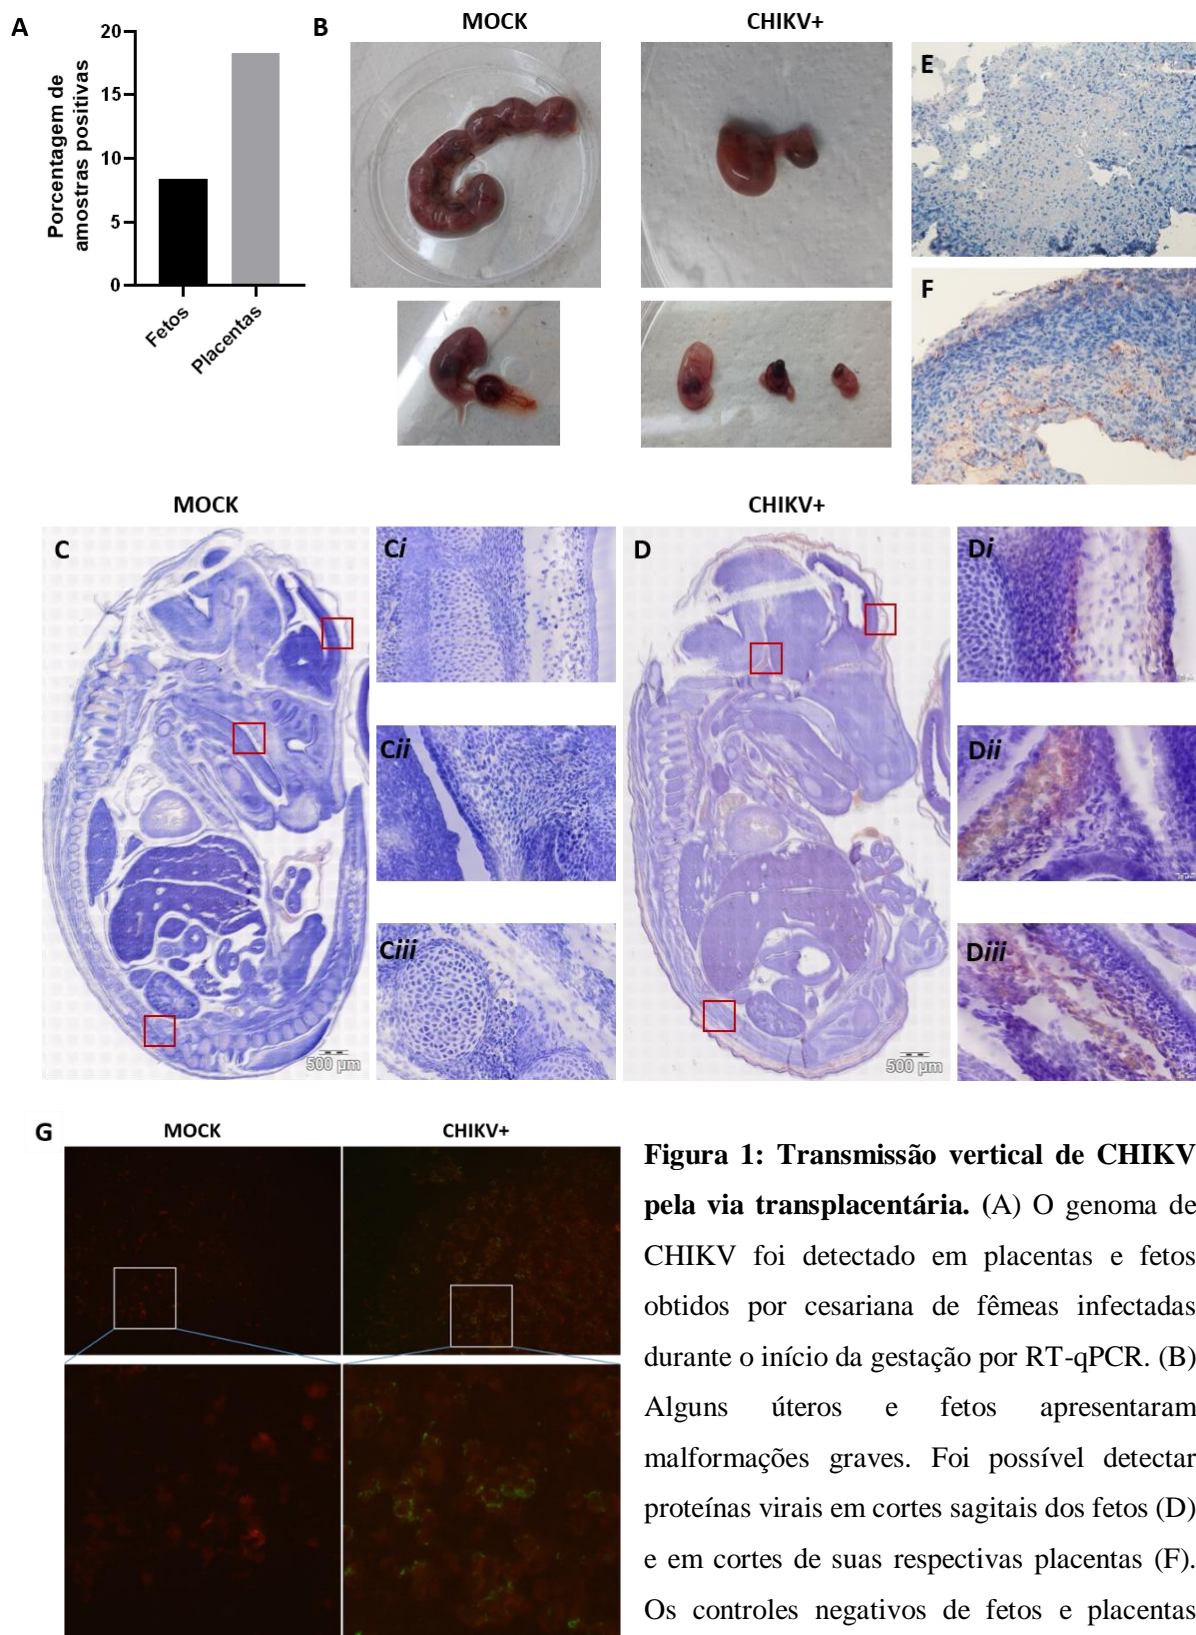 A
B
MOCK
CHIKV+
E
F
Porcentagem de
amostras positivas
20
15
10
5
0
Fetos
Placentas
MOCK
CHIKV+
C
Ci
Cii
Ciii
500 µm
D
Di
Dii
Diii
500 µm
G
MOCK
CHIKV+
Figura 1: Transmissão vertical de CHIKV
pela via transplacentária. (A) O genoma de
CHIKV foi detectado em placentas e fetos
obtidos por cesariana de fêmeas infectadas
durante o início da gestação por RT-qPCR. (B)
Alguns úteros e fetos apresentaram
malformações graves. Foi possível detectar
proteínas virais em cortes sagitais dos fetos (D)
e em cortes de suas respectivas placentas (F).
Os controles negativos de fetos e placentas